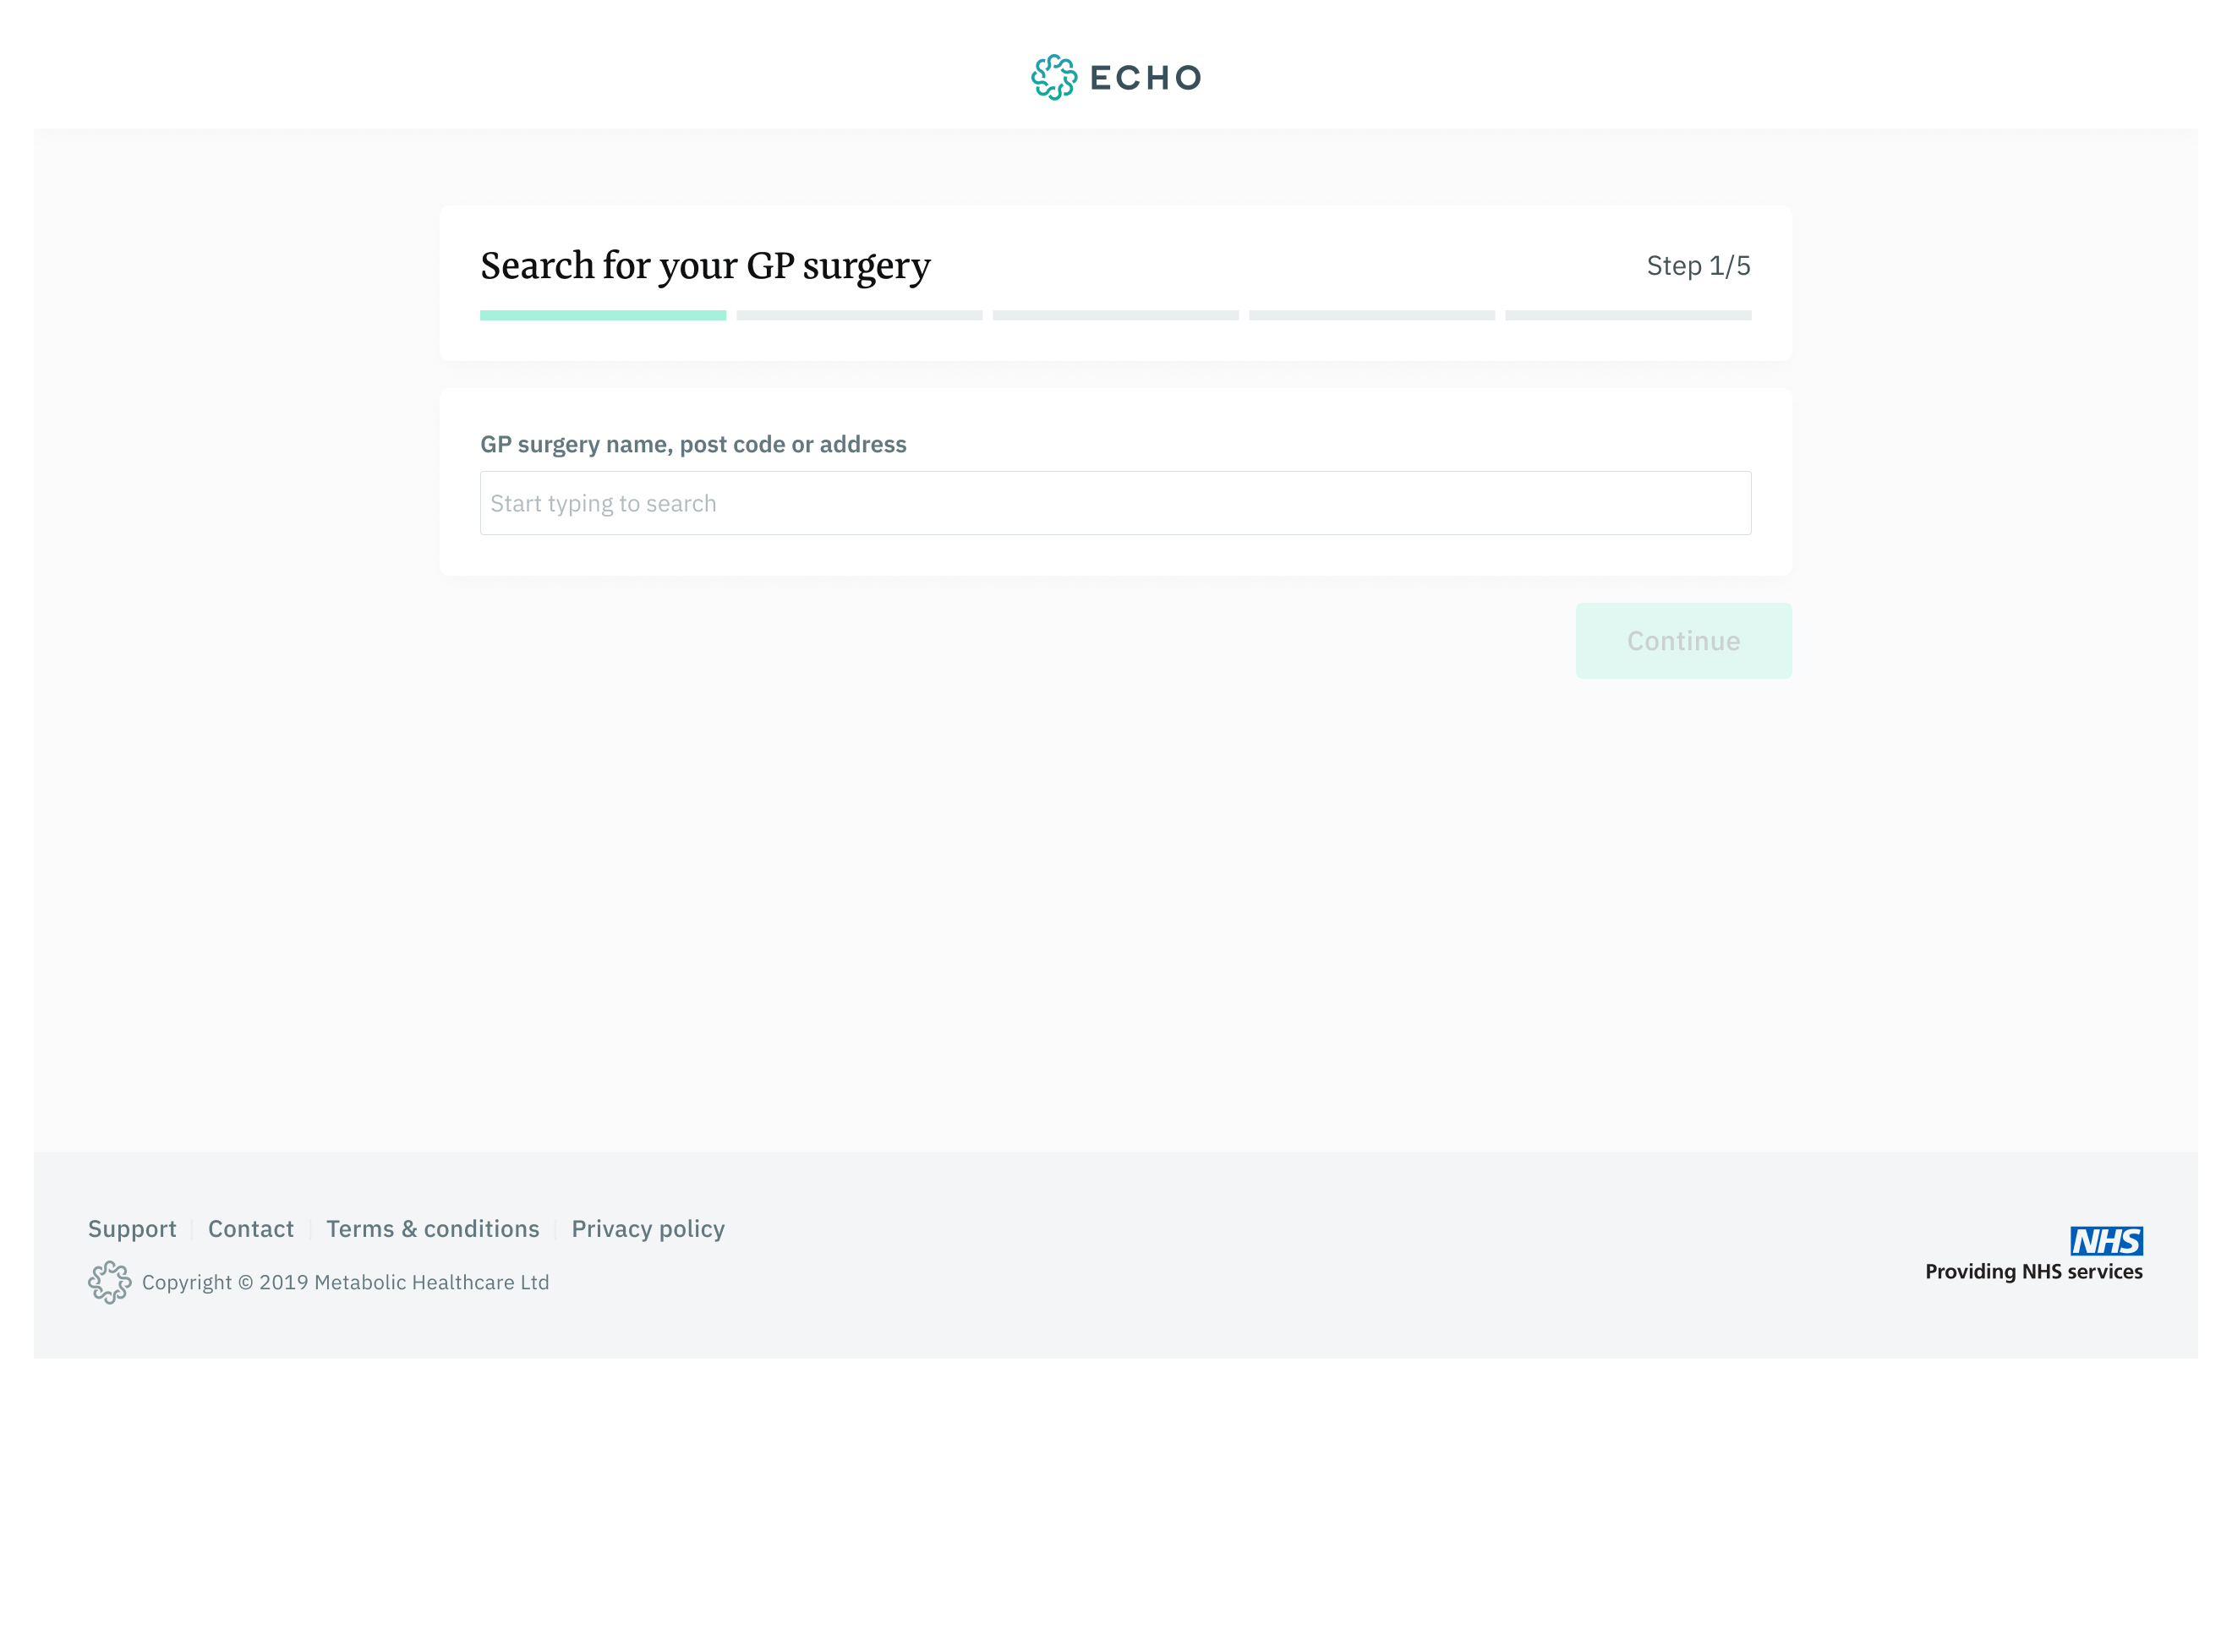 ECHO
Search for your GP surgery
Step 1/5
GP surgery name, post code or address
Start typing to search
Continue
Support
Contact
Terms & conditions
Privacy policy
Copyright © 2019 Metabolic Healthcare Ltd
NHS
Providing NHS services